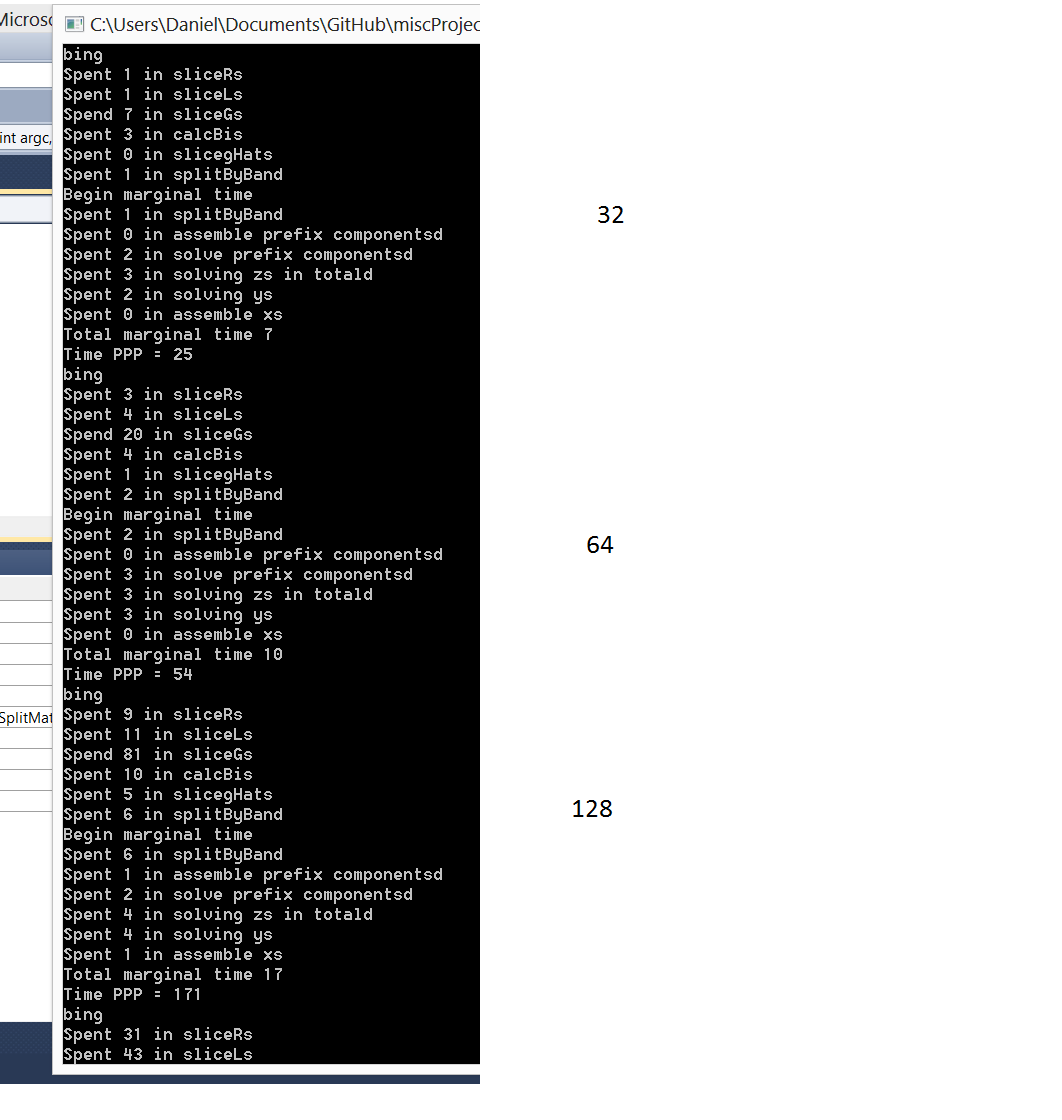 Microso
C:\Users\Daniel\Documents\GitHub\miscProjec
bing
Spent 1 in sliceRs
Spent 1 in sliceLs
Spend 7 in sliceGs
int argc,
Spent 3 in calcBis
Spent 0 in slicegHats
Spent 1 in splitByBand
Begin marginal time
Spent 1 in splitByBand
32
Spent 0 in assemble prefix componentsd
Spent 2 in solve prefix componentsd
Spent 3 in solving zs in totald
Spent 2 in solving ys
Spent 0 in assemble xs
Total marginal time 7
Time PPP = 25
bing
Spent 3 in sliceRs
Spent 4 in sliceLs
Spend 20 in sliceGs
Spent 4 in calcBis
Spent 1 in slicegHats
Spent 2 in splitByBand
Begin marginal time
Spent 2 in splitByBand
64
Spent 0 in assemble prefix componentsd
Spent 3 in solve prefix componentsd
Spent 3 in solving zs in totald
Spent 3 in solving ys
Spent 0 in assemble xs
Total marginal time 10
Time PPP = 54
bing
Spent 9 in sliceRs
SplitMat
Spent 11 in sliceLs
Spend 81 in sliceGs
Spent 10 in calcBis
Spent 5 in slicegHats
128
Spent 6 in splitByBand
Begin marginal time
Spent 6 in splitByBand
Spent 1 in assemble prefix componentsd
Spent 2 in solve prefix componentsd
Spent 4 in solving zs in totald
Spent 4 in solving ys
Spent 1 in assemble xs
Total marginal time 17
Time PPP = 171
bing
Spent 31 in sliceRs
Spent 43 in sliceLs